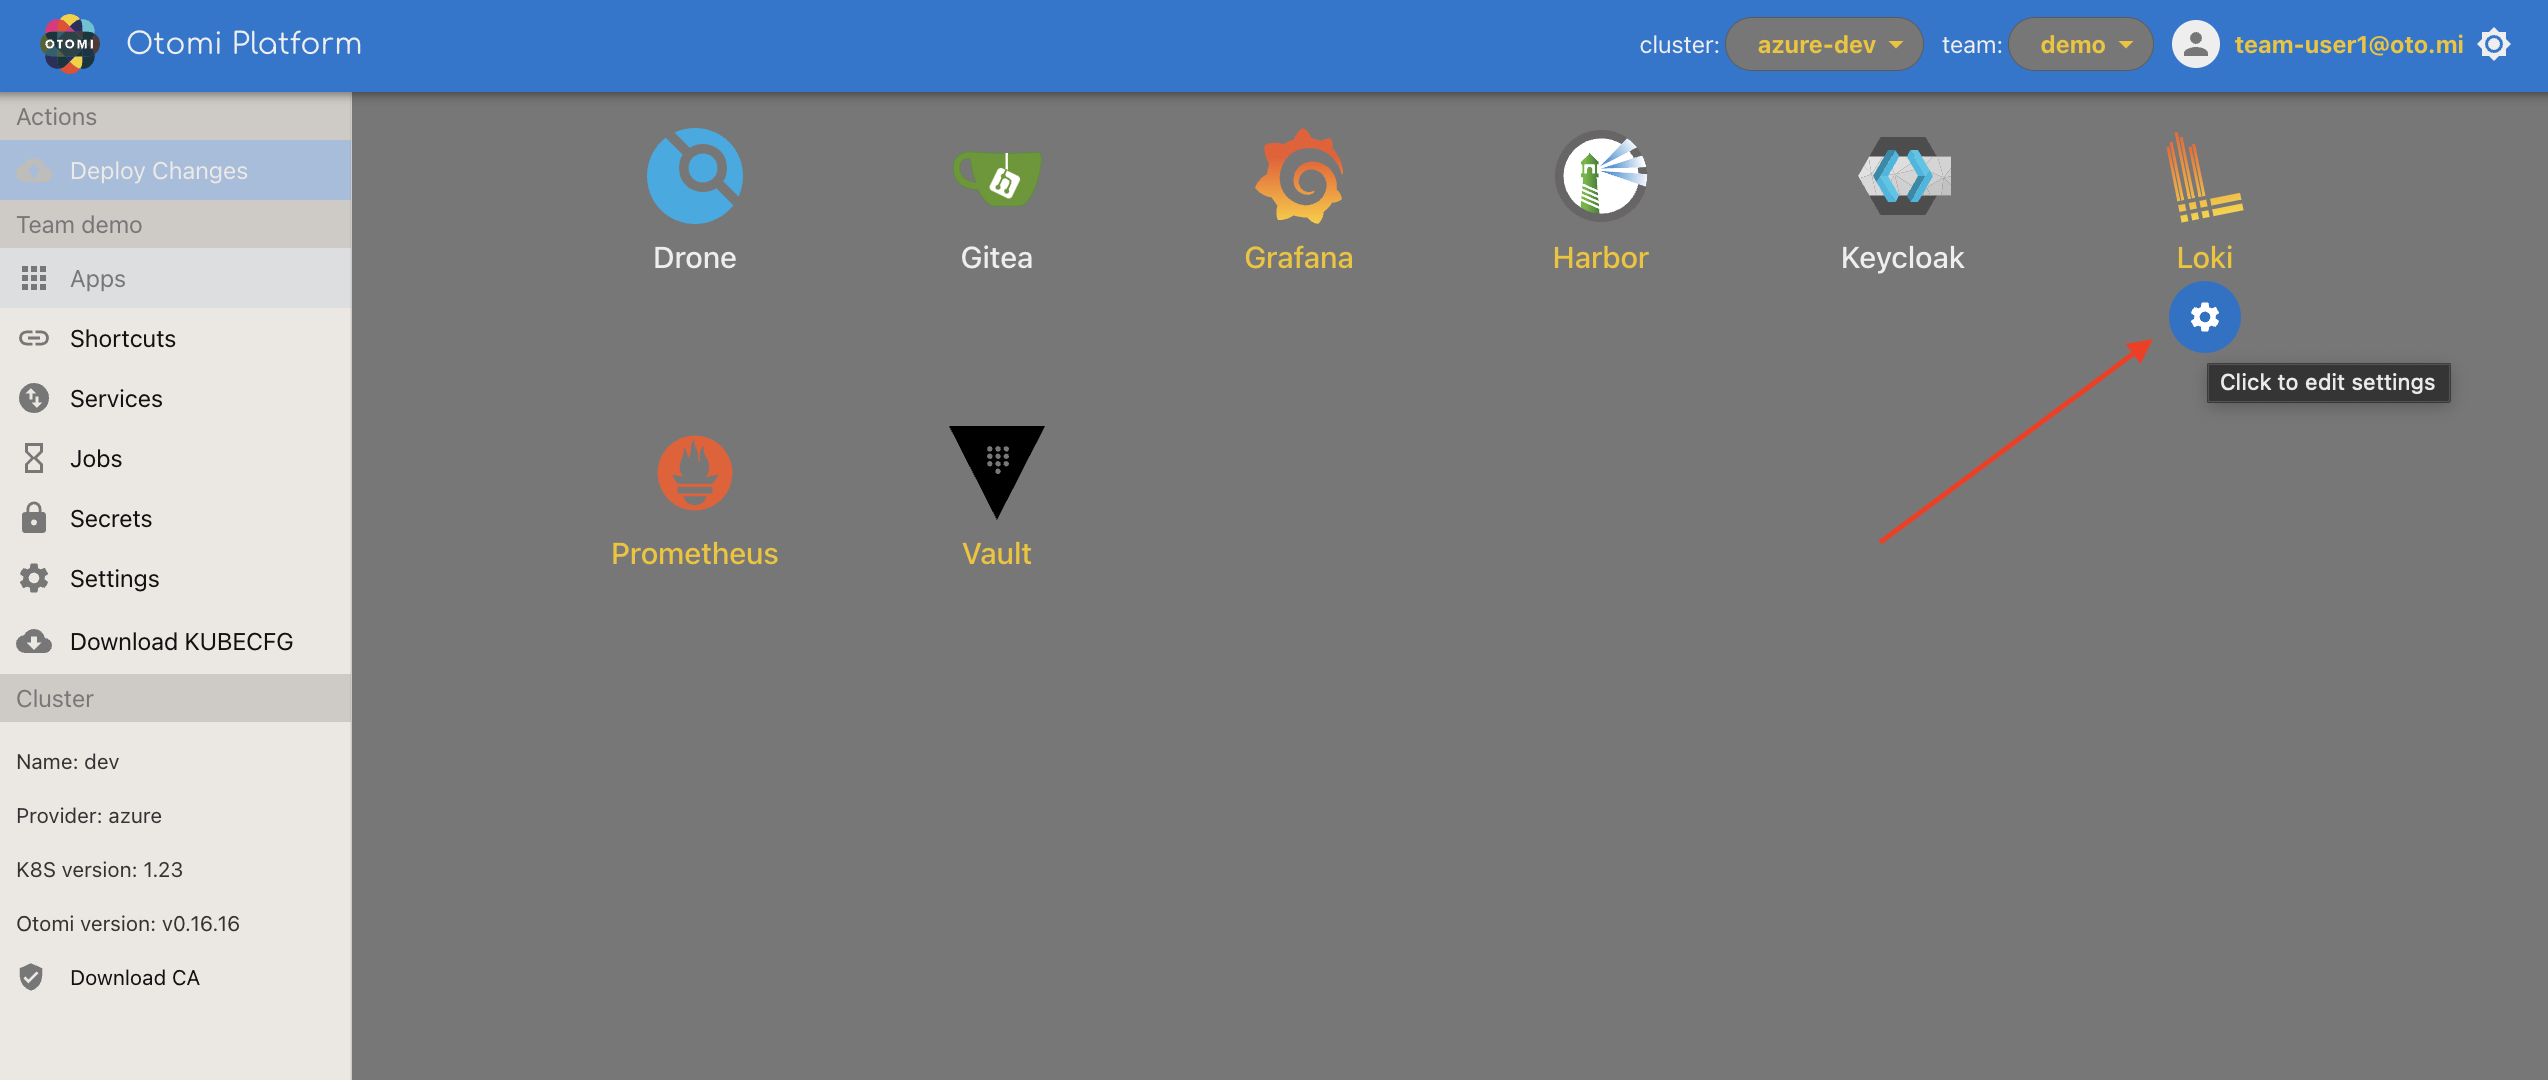 OTOMI
Otomi Platform
cluster: azure-dev team: demo team-user1@oto.mi
Actions
Deploy Changes
Team demo
Apps
Shortcuts
Services
Jobs
Secrets
Settings
Download KUBECFG
Cluster
Name: dev
Provider: azure
K8S version: 1.23
Otomi version: v0.16.16
Download CA
Drone
Gitea
Grafana
Harbor
Keycloak
Loki
Click to edit settings
Prometheus
Vault